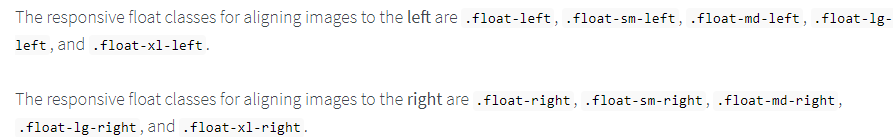 The responsive float classes for aligning images to the left are .float-left, .float-sm-left, .float-md-left, .float-lg-
left, and .float-xl-left.
The responsive float classes for aligning images to the right are .float-right, .float-sm-right, .float-md-right,
.float-lg-right, and .float-xl-right.